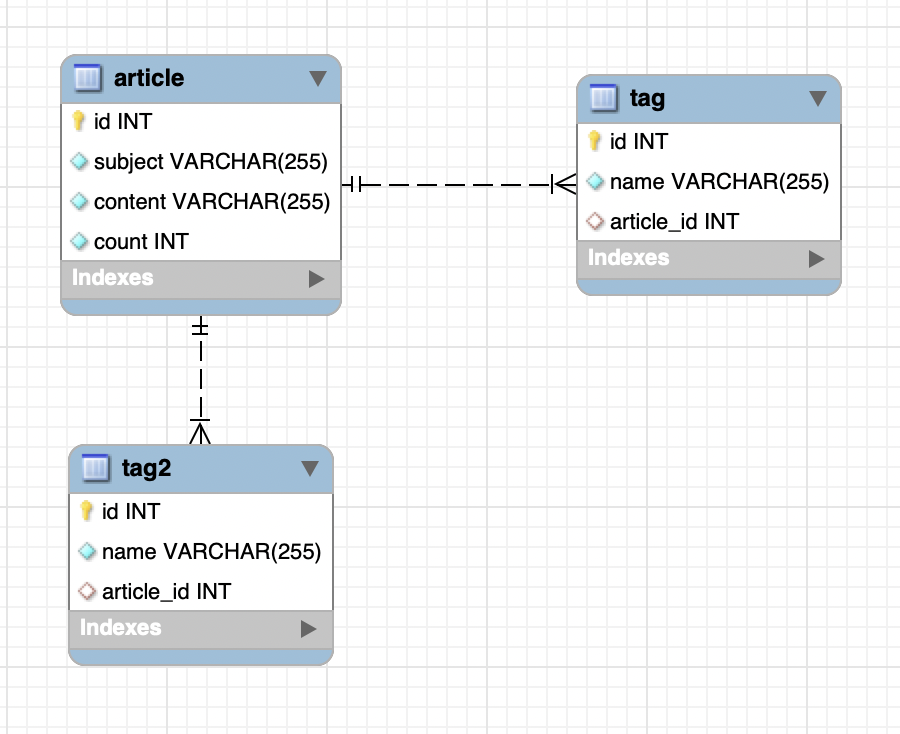 article
id INT
subject VARCHAR(255)
content VARCHAR(255)
count INT
Indexes
tag
id INT
name VARCHAR(255)
article_id INT
Indexes
tag2
id INT
name VARCHAR(255)
article_id INT
Indexes